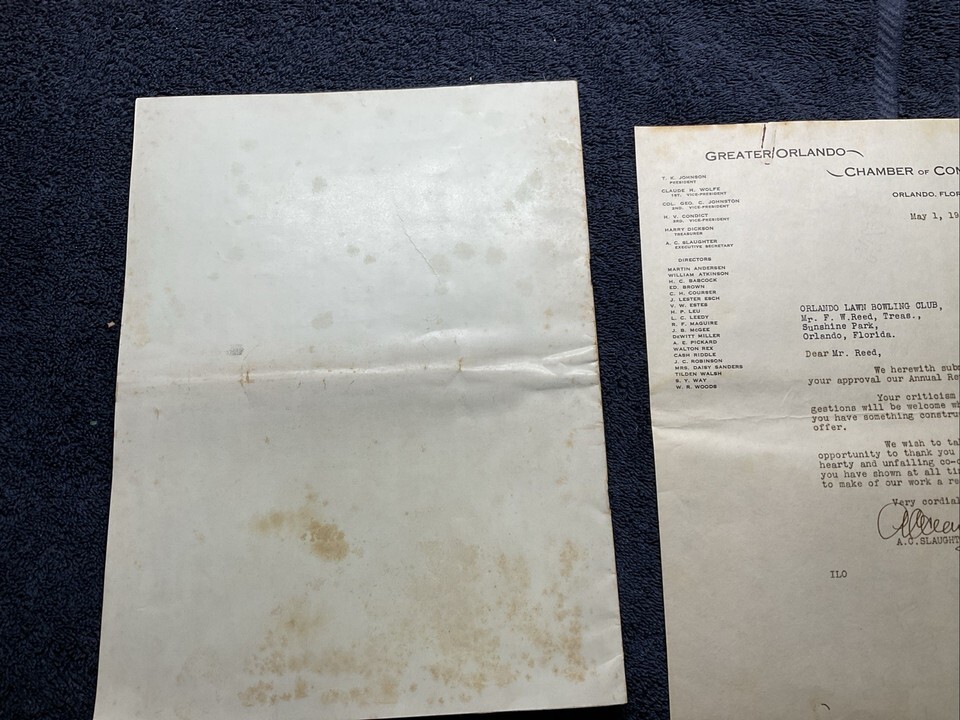 GREATER ORLANDO
CHAMBER OF CON
ORLANDO, FLOR
May 1, 19
T. K. JOHNSON
PRESIDENT
CLAUDE H. WOLFE
1ST. VICE-PRESIDENT
COL. GEO. C. JOHNSTON
2ND. VICE-PRESIDENT
H. V. CONDICT
3RD. VICE-PRESIDENT
HARRY DICKSON
TREASURER
A. C. SLAUGHTER
EXECUTIVE SECRETARY
DIRECTORS
MARTIN ANDERSEN
WILLIAM ATKINSON
H. C. BABCOCK
ED. BROWN
C. H. COURSER
J. LESTER ESCH
V. W. ESTES
H. P. LEU
L. C. LEEDY
R. F. MAGUIRE
J. B. McGEE
DeWITT MILLER
A. E. PICKARD
WALTON REX
CASH RIDDLE
J. C. ROBINSON
MRS. DAISY SANDERS
TILDEN WALSH
S. Y. WAY
W. R. WOODS
ORLANDO LAWN BOWLING CLUB,
Mr. F. W.Reed, Treas.,
Sunshine Park,
Orlando, Florida.
Dear Mr. Reed,
We herewith sub
your approval our Annual Re
Your criticism
gestions will be welcome wh
you have something constru
offer.
We wish to ta
opportunity to thank you
hearty and unfailing co-o
you have shown at all ti
to make of our work a re
Very cordial
A.C.SLAUGHT
ILO